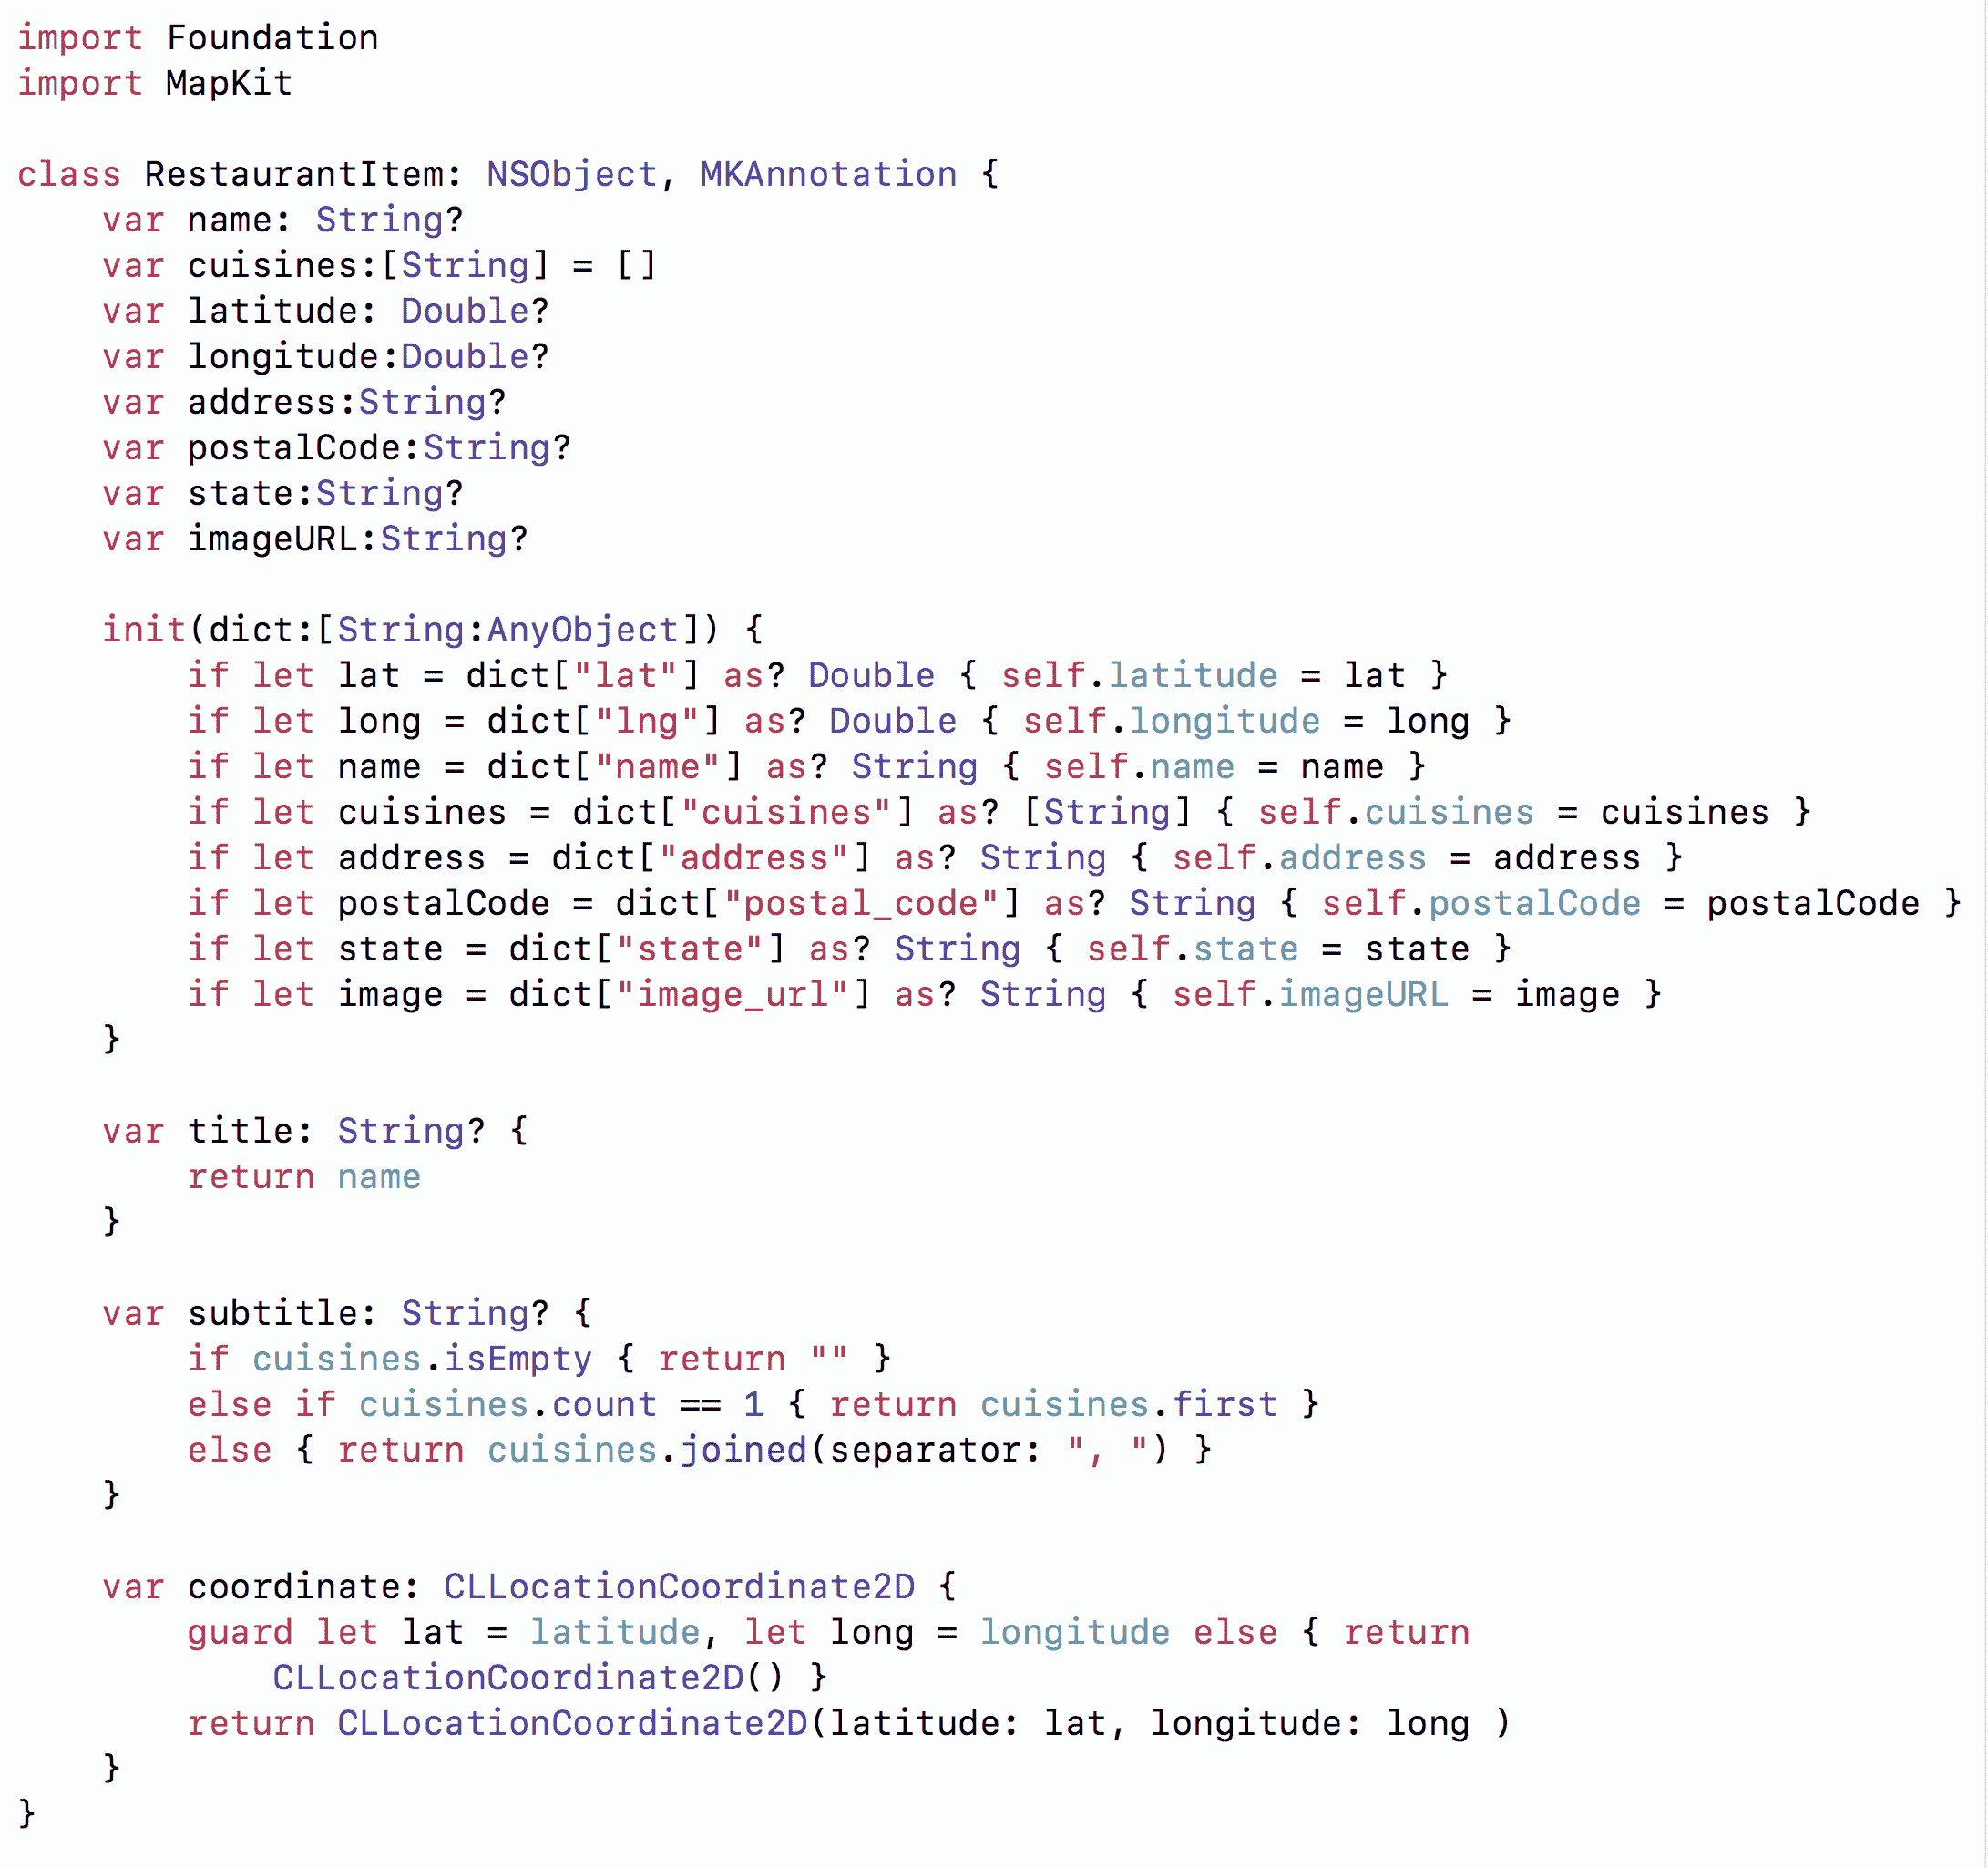 import Foundation
import MapKit

class RestaurantItem: NSObject, MKAnnotation {
    var name: String?
    var cuisines:[String] = []
    var latitude: Double?
    var longitude:Double?
    var address:String?
    var postalCode:String?
    var state:String?
    var imageURL:String?

    init(dict:[String:AnyObject]) {
        if let lat = dict["lat"] as? Double { self.latitude = lat }
        if let long = dict["lng"] as? Double { self.longitude = long }
        if let name = dict["name"] as? String { self.name = name }
        if let cuisines = dict["cuisines"] as? [String] { self.cuisines = cuisines }
        if let address = dict["address"] as? String { self.address = address }
        if let postalCode = dict["postal_code"] as? String { self.postalCode = postalCode }
        if let state = dict["state"] as? String { self.state = state }
        if let image = dict["image_url"] as? String { self.imageURL = image }
    }

    var title: String? {
        return name
    }

    var subtitle: String? {
        if cuisines.isEmpty { return "" }
        else if cuisines.count == 1 { return cuisines.first }
        else { return cuisines.joined(separator: ", ") }
    }

    var coordinate: CLLocationCoordinate2D {
        guard let lat = latitude, let long = longitude else { return
            CLLocationCoordinate2D() }
        return CLLocationCoordinate2D(latitude: lat, longitude: long )
    }
}